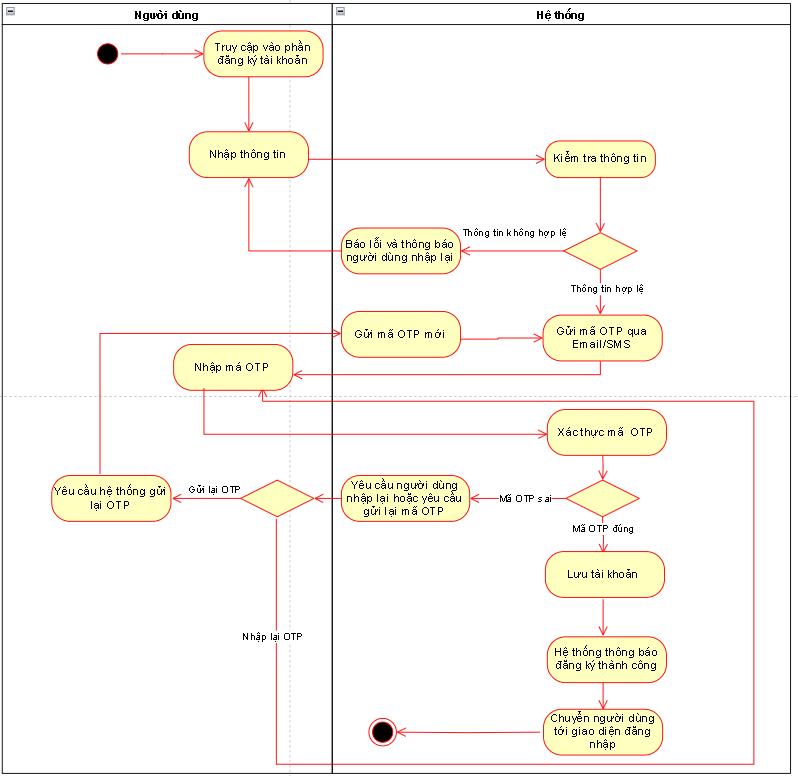 Người dùng
Hệ thống
Truy cập vào phần
đăng ký tài khoản
Nhập thông tin
Kiểm tra thông tin
Thông tin không hợp lệ
Báo lỗi và thông báo
người dùng nhập lại
Thông tin hợp lệ
Gửi mã OTP mới
Gửi mã OTP qua
Email/SMS
Nhập má OTP
Xác thực mã OTP
Yêu cầu hệ thống gửi
lại OTP
Gửi lại OTP
Yêu cầu người dùng
nhập lại hoặc yêu cầu
gửi lại mã OTP
Mã OTP sai
Mã OTP đúng
Lưu tài khoản
Nhập lại OTP
Hệ thống thông báo
đăng ký thành công
Chuyển người dùng
tới giao diện đăng
nhập